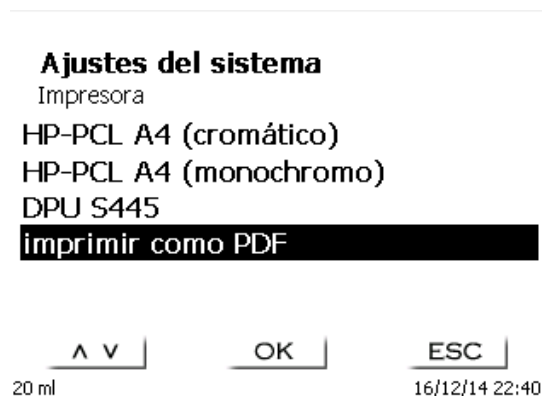 Ajustes del sistema
Impresora
HP-PCL A4 (cromático)
HP-PCL A4 (monochromo)
DPU S445
imprimir como PDF
∧ ∨ OK ESC
20 ml 16/12/14 22:40